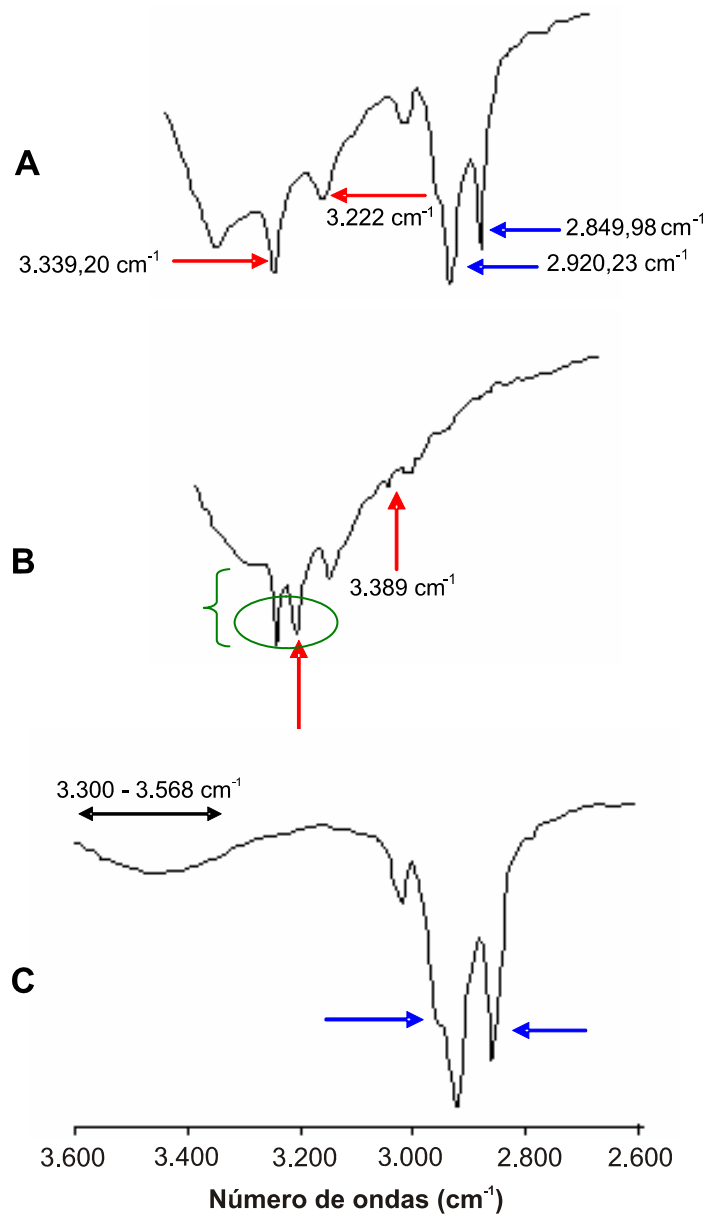 A
3.222 cm-1
2.849,98 cm-1
3.339,20 cm-1
2.920,23 cm-1
B
3.389 cm-1
3.300 - 3.568 cm-1
C
3.600 3.400 3.200 3.000 2.800 2.600
Número de ondas (cm-1)